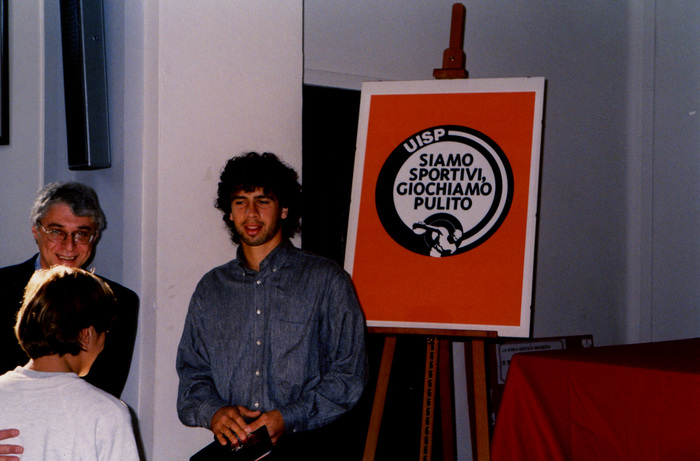 UISP
SIAMO
SPORTIVI,
GIOCHIAMO
PULITO